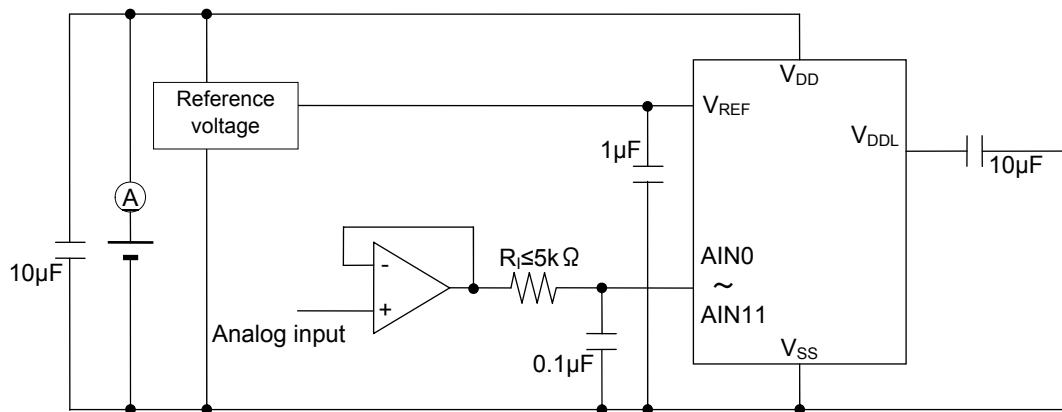 V_DD
Reference
voltage
V_REF
V_DDL
1µF
10µF
A
10µF
-
+
R_I≤5kΩ
AIN0
~
AIN11
Analog input
0.1µF
V_SS